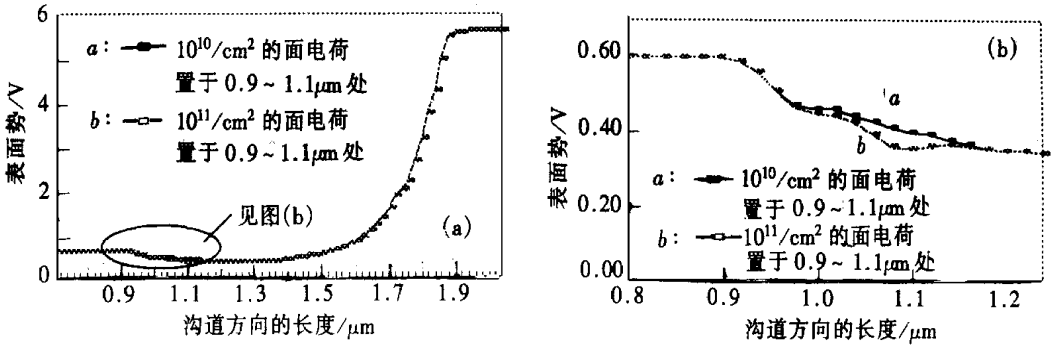 6
4
2
0
表面势/V
a: 10¹⁰/cm² 的面电荷
置于 0.9~1.1μm 处
b: 10¹¹/cm² 的面电荷
置于 0.9~1.1μm 处
见图(b)
(a)
0.9 1.1 1.3 1.5 1.7 1.9
沟道方向的长度/μm
(b)
0.60
0.40
0.20
0.00
表面势/V
a
b
a: 10¹⁰/cm² 的面电荷
置于 0.9~1.1μm 处
b: 10¹¹/cm² 的面电荷
置于 0.9~1.1μm 处
0.8 0.9 1.0 1.1 1.2
沟道方向的长度/μm